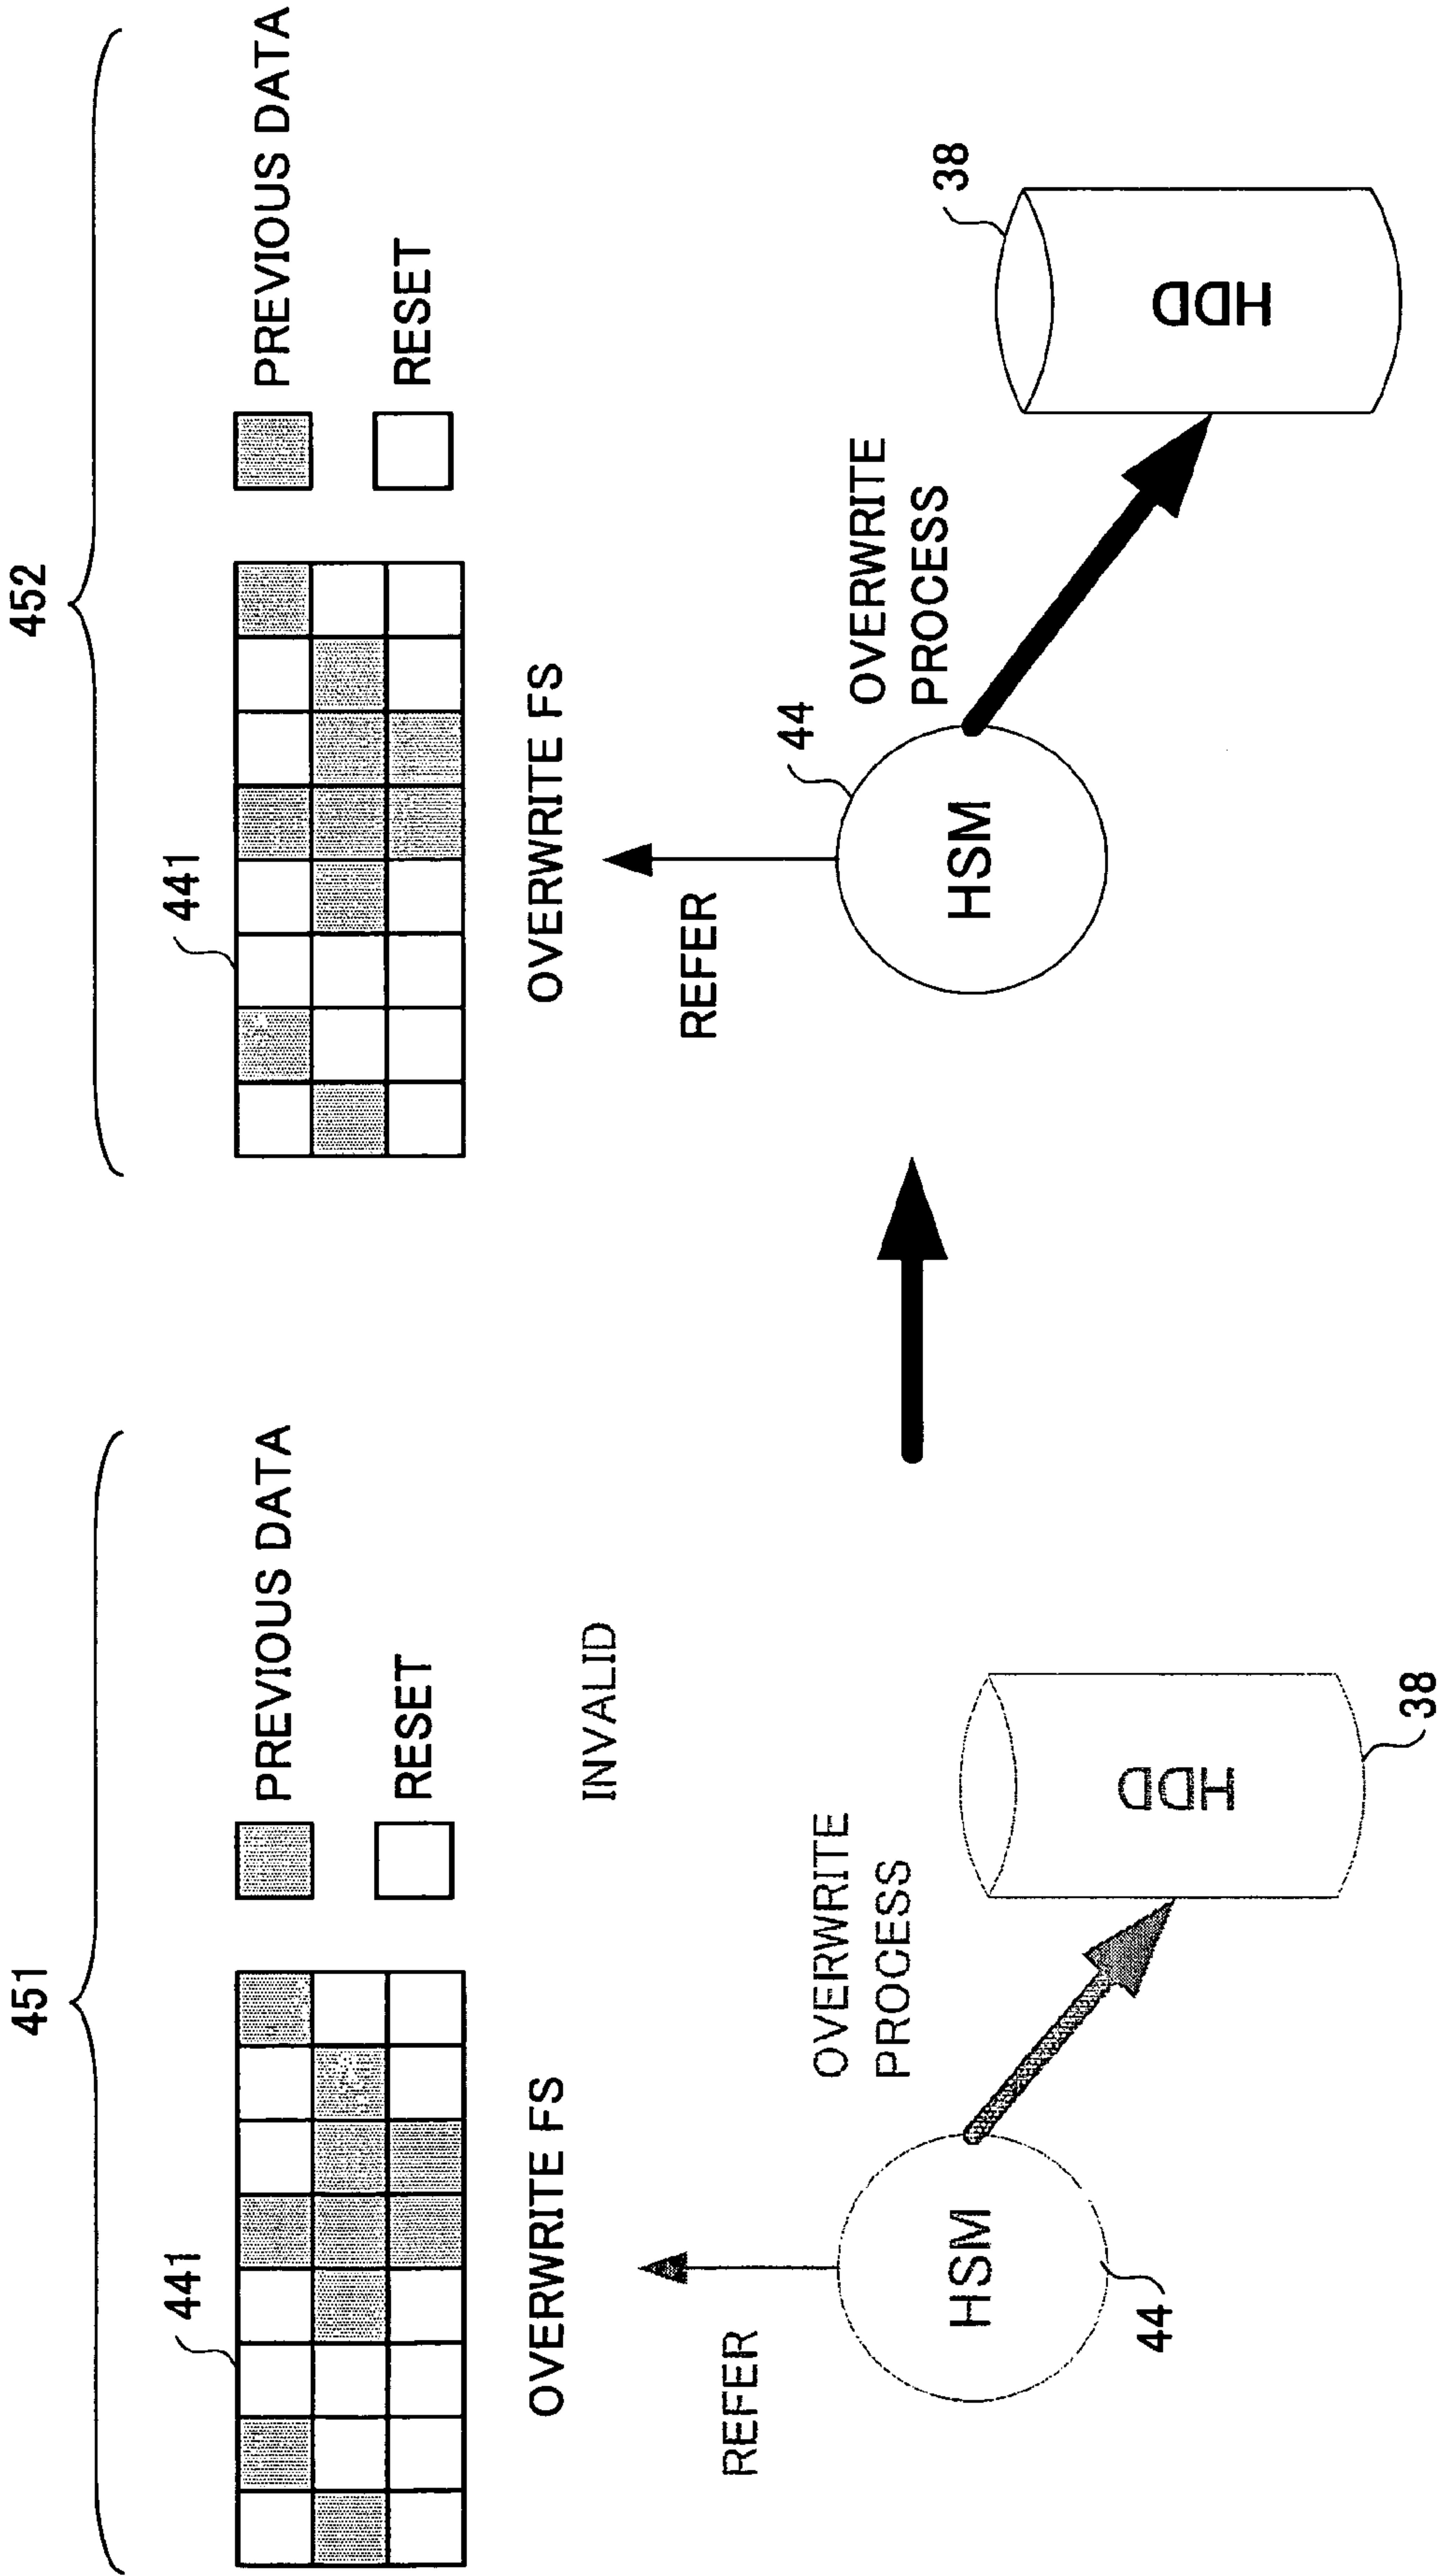 451
441
PREVIOUS DATA
RESET
OVERWRITE FS
INVALID
REFER
OVERWRITE
PROCESS
HSM
44
HDD
38
452
441
PREVIOUS DATA
RESET
OVERWRITE FS
REFER
44
OVERWRITE
PROCESS
HSM
38
HDD